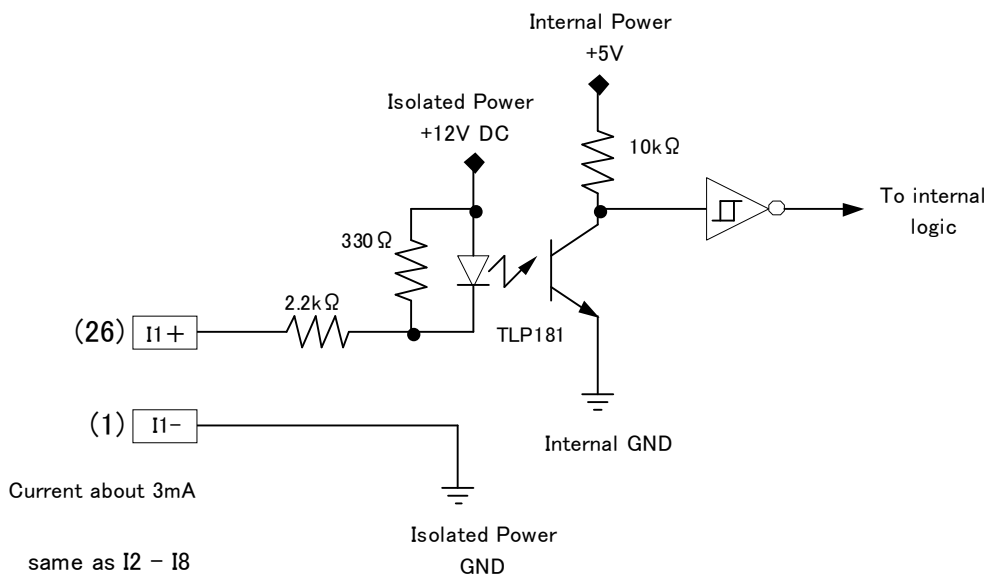 Internal Power
+5V
Isolated Power
+12V DC
10kΩ
To internal
logic
330Ω
2.2kΩ
TLP181
(26) I1+
(1) I1-
Internal GND
Current about 3mA
Isolated Power
GND
same as I2 - I8